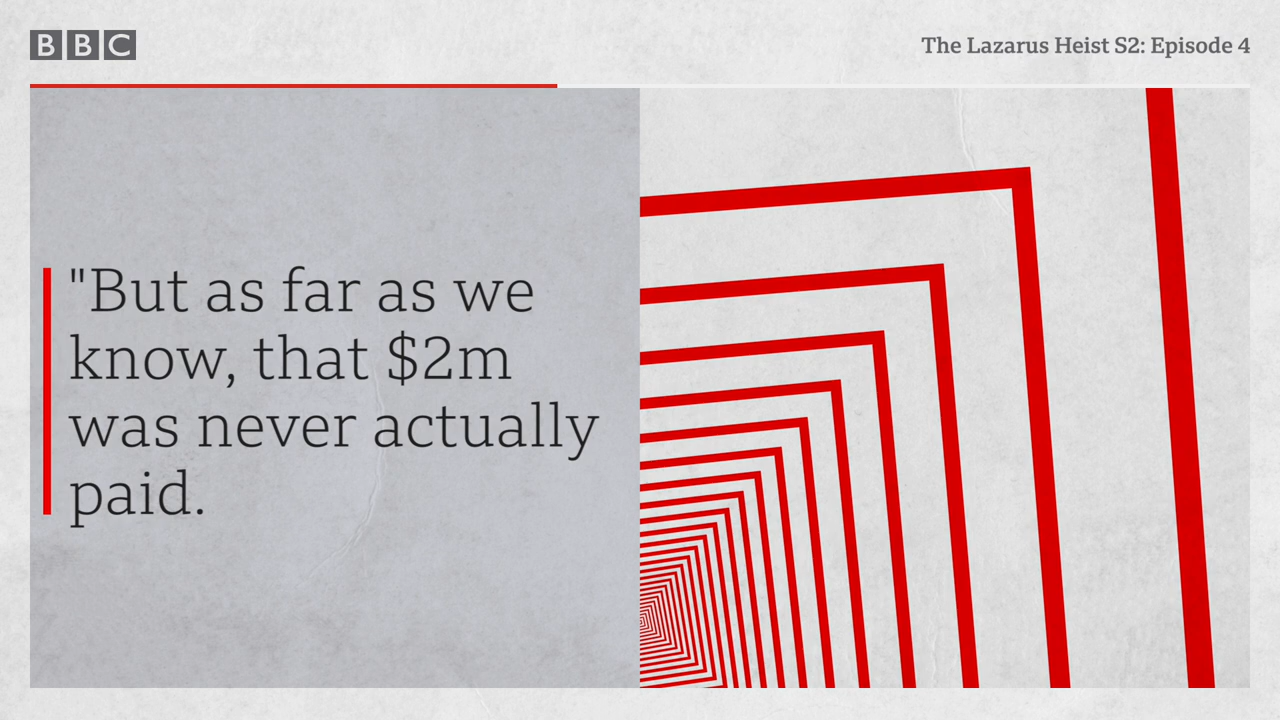 BBC
The Lazarus Heist S2: Episode 4
"But as far as we
know, that $2m
was never actually
paid.